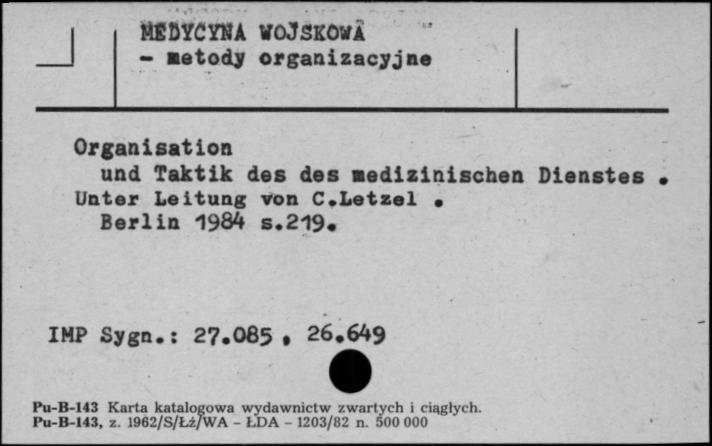 MEDYCYNA WOJSKOWA
- metody organizacyjne
Organisation
und Taktik des des medizinischen Dienstes .
Unter Leitung von C.Letzel .
Berlin 1984 s.219.
IMP Sygn.: 27.085 , 26.649
Pu-B-143 Karta katalogowa wydawnictw zwartych i ciągłych.
Pu-B-143, z. 1962/S/Łż/WA - ŁDA - 1203/82 n. 500 000